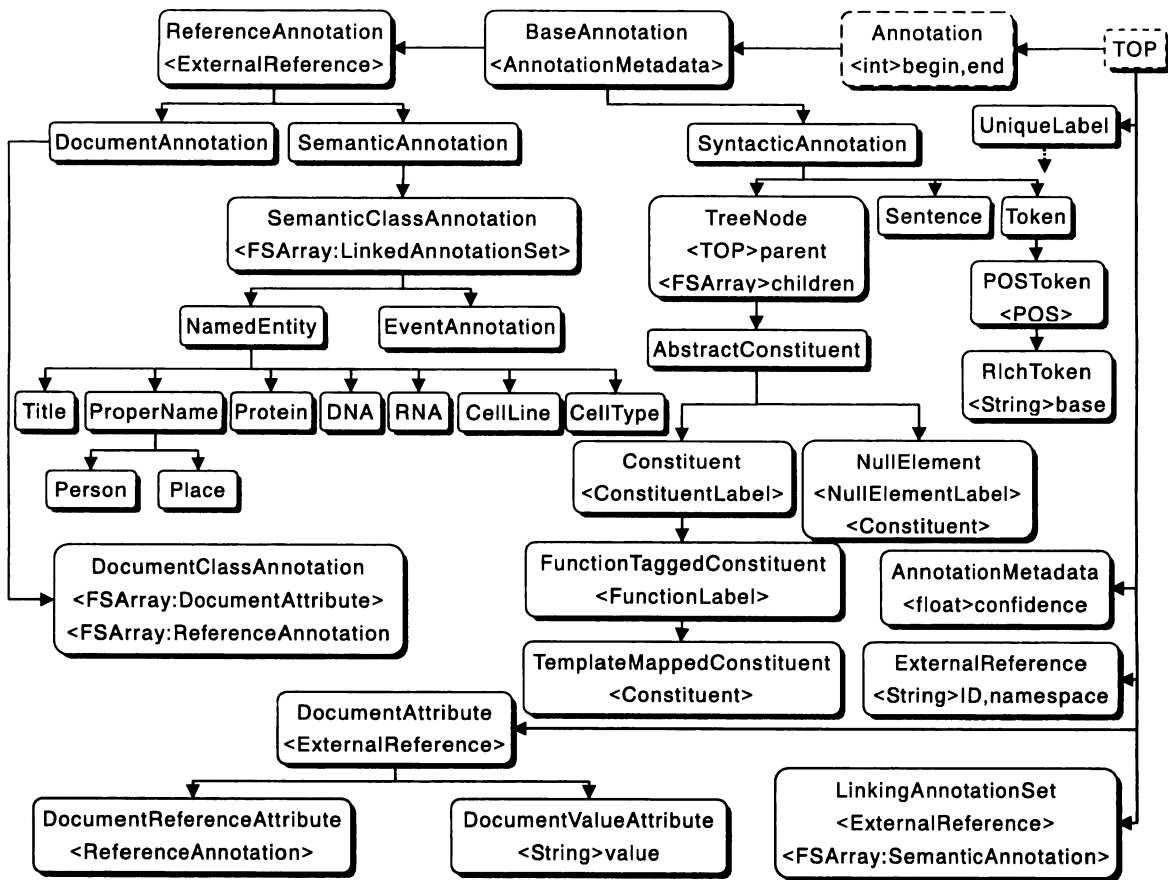 ReferenceAnnotation
<ExternalReference>
BaseAnnotation
<AnnotationMetadata>
Annotation
<int>begin,end
TOP
DocumentAnnotation
SemanticAnnotation
SyntacticAnnotation
UniqueLabel
SemanticClassAnnotation
<FSArray:LinkedAnnotationSet>
TreeNode
<TOP>parent
<FSArray>children
Sentence
Token
POSToken
<POS>
NamedEntity
EventAnnotation
AbstractConstituent
RIchToken
<String>base
Title
ProperName
Protein
DNA
RNA
CellLine
CellType
Person
Place
Constituent
<ConstituentLabel>
NullElement
<NullElementLabel>
<Constituent>
DocumentClassAnnotation
<FSArray:DocumentAttribute>
<FSArray:ReferenceAnnotation
FunctionTaggedConstituent
<FunctionLabel>
AnnotationMetadata
<float>confidence
TemplateMappedConstituent
<Constituent>
ExternalReference
<String>ID,namespace
DocumentAttribute
<ExternalReference>
DocumentReferenceAttribute
<ReferenceAnnotation>
DocumentValueAttribute
<String>value
LinkingAnnotationSet
<ExternalReference>
<FSArray:SemanticAnnotation>